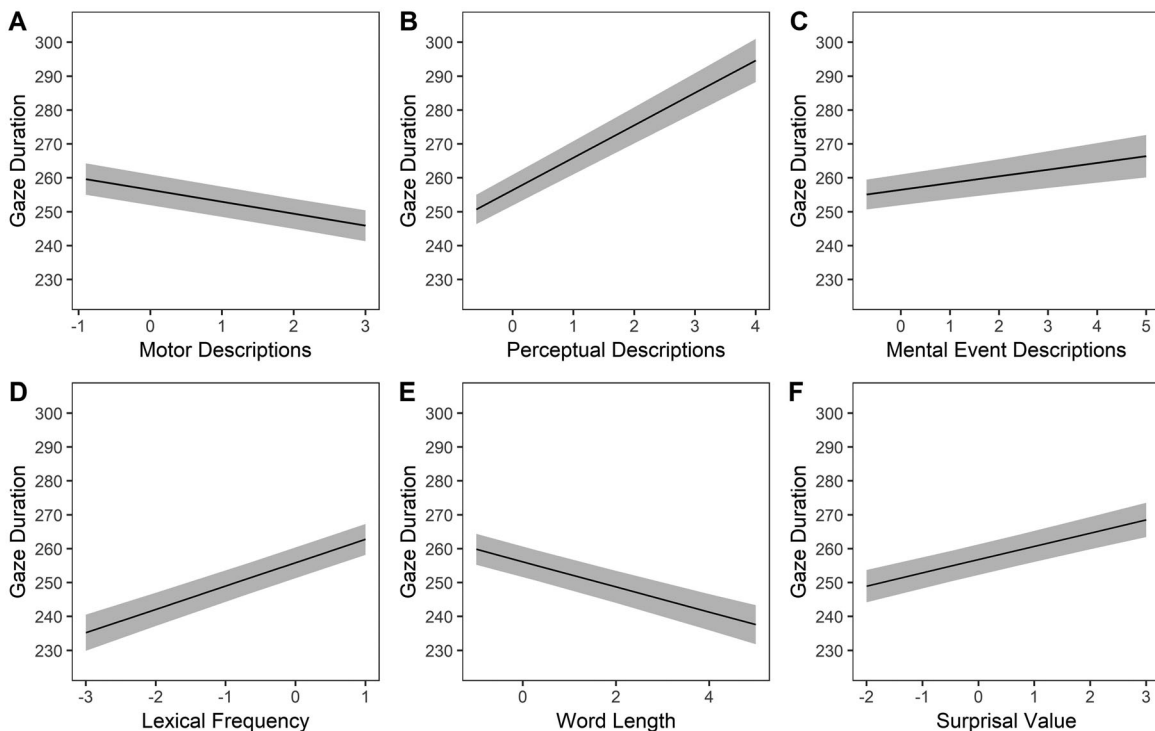 A
Gaze Duration
300
290
280
270
260
250
240
230
-1 0 1 2 3
Motor Descriptions
B
Gaze Duration
300
290
280
270
260
250
240
230
0 1 2 3 4
Perceptual Descriptions
C
Gaze Duration
300
290
280
270
260
250
240
230
0 1 2 3 4 5
Mental Event Descriptions
D
Gaze Duration
300
290
280
270
260
250
240
230
-3 -2 -1 0 1
Lexical Frequency
E
Gaze Duration
300
290
280
270
260
250
240
230
0 2 4
Word Length
F
Gaze Duration
300
290
280
270
260
250
240
230
-2 -1 0 1 2 3
Surprisal Value